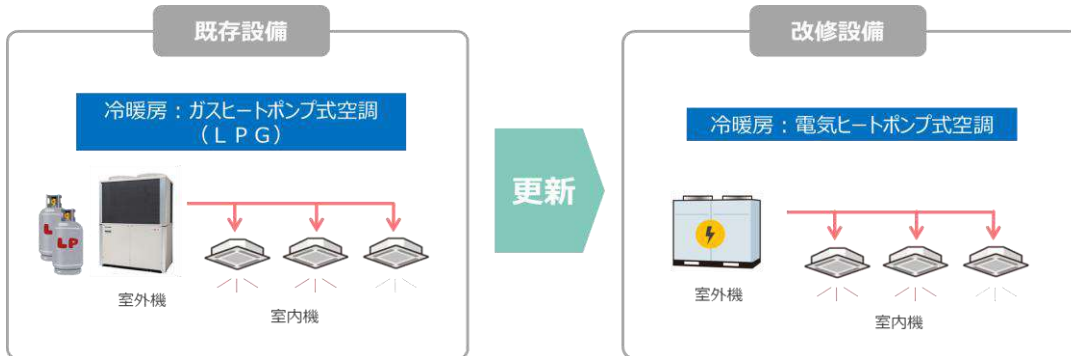 既存設備
冷暖房：ガスヒートポンプ式空調
（ＬＰＧ）
LP
室外機
室内機
更新
改修設備
冷暖房：電気ヒートポンプ式空調
室外機
室内機